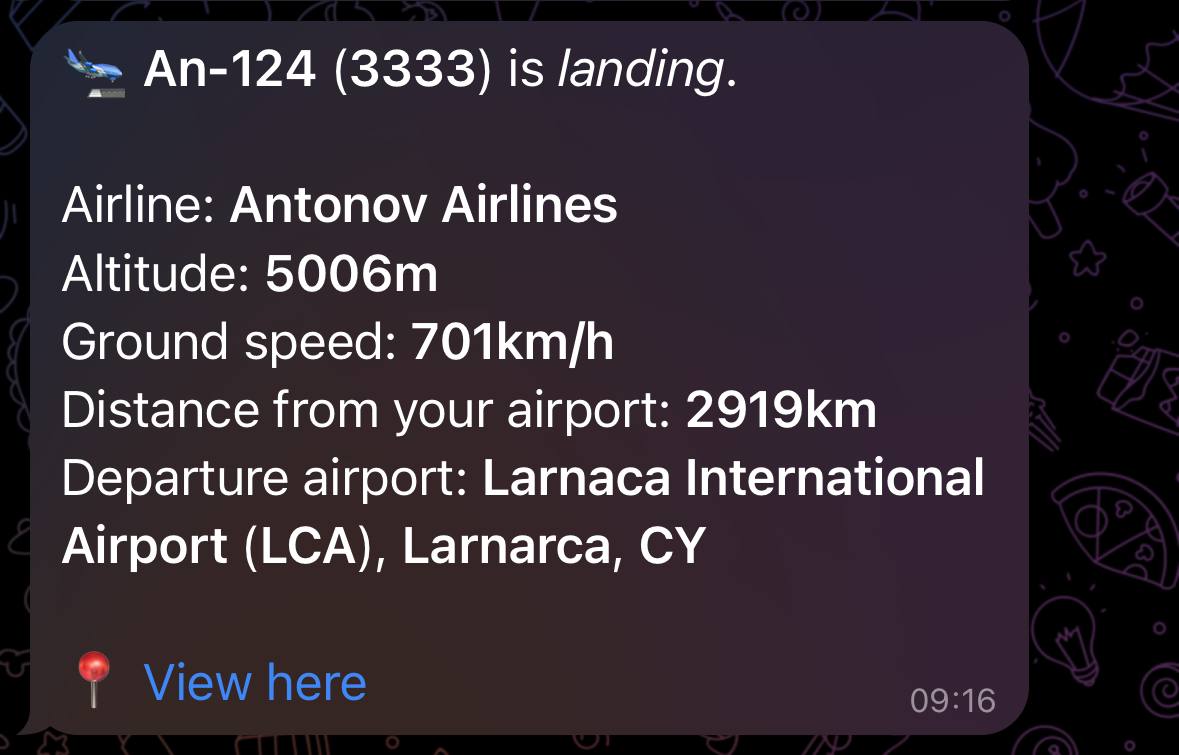 An-124 (3333) is landing.
Airline: Antonov Airlines
Altitude: 5006m
Ground speed: 701km/h
Distance from your airport: 2919km
Departure airport: Larnaca International
Airport (LCA), Larnarca, CY
View here
09:16